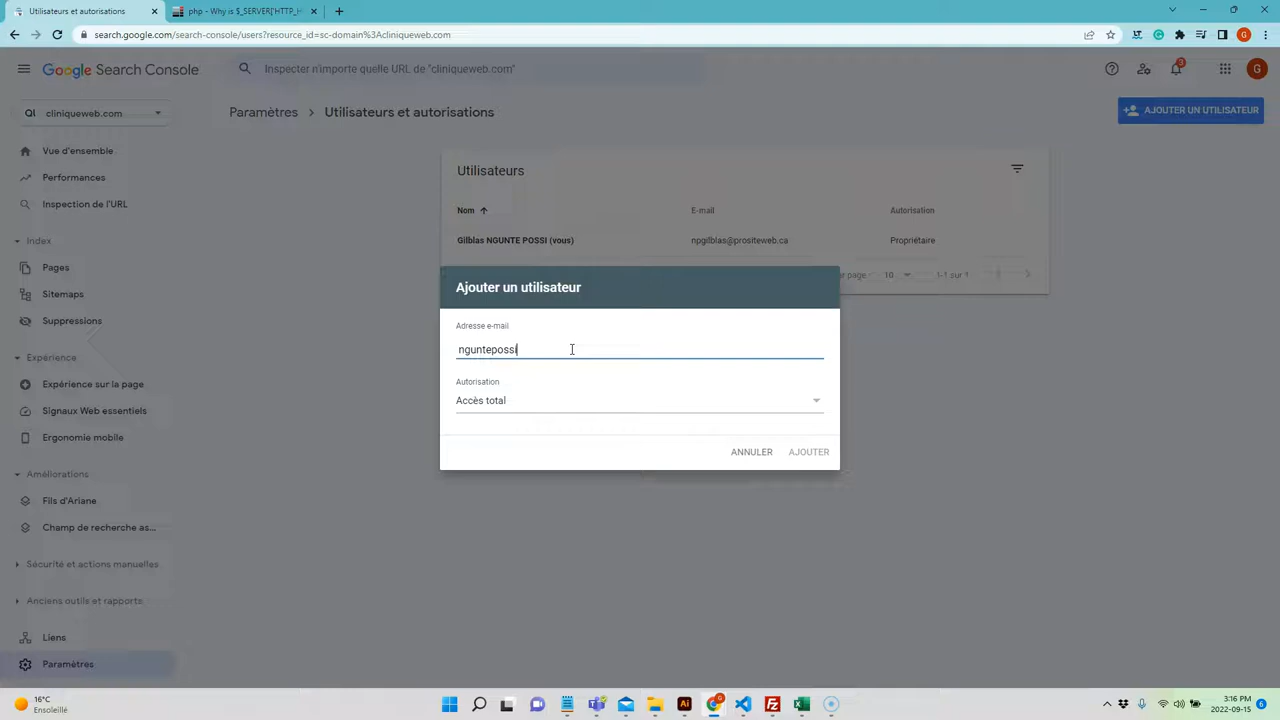 Utilisateurs et autorisations
php - Why is $_SERVER['HTTP_H
search.google.com/search-console/users?resource_id=sc-domain%3Acliniqueweb.com
G
Google Search Console
Inspecter n'importe quelle URL de "cliniqueweb.com"
3
G
cliniqueweb.com
Paramètres
Utilisateurs et autorisations
AJOUTER UN UTILISATEUR
Vue d'ensemble
Performances
Inspection de l'URL
Index
Pages
Sitemaps
Suppressions
Expérience
Expérience sur la page
Signaux Web essentiels
Ergonomie mobile
Améliorations
Fils d'Ariane
Champ de recherche as...
Sécurité et actions manuelles
Anciens outils et rapports
Liens
Paramètres
Utilisateurs
Nom E-mail Autorisation
Gilblas NGUNTE POSSI (vous) npgilblas@prositeweb.ca Propriétaire
page 10 1-1 sur 1
Ajouter un utilisateur
Adresse e-mail
nguntepossi
Autorisation
Accès total
ANNULER AJOUTER
16°C
Ensoleillé
Ai
G
3:16 PM
2022-09-15
6